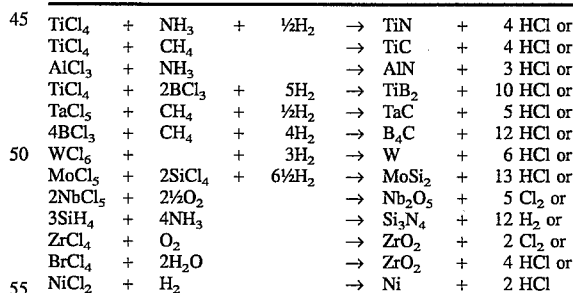 45 TiCl₄ + NH₃ + ½H₂ → TiN + 4 HCl or
TiCl₄ + CH₄ → TiC + 4 HCl or
AlCl₃ + NH₃ → AlN + 3 HCl or
TiCl₄ + 2BCl₃ + 5H₂ → TiB₂ + 10 HCl or
TaCl₅ + CH₄ + ½H₂ → TaC + 5 HCl or
4BCl₃ + CH₄ + 4H₂ → B₄C + 12 HCl or
50 WCl₆ + + 3H₂ → W + 6 HCl or
MoCl₅ + 2SiCl₄ + 6½H₂ → MoSi₂ + 13 HCl or
2NbCl₅ + 2½O₂ → Nb₂O₅ + 5 Cl₂ or
3SiH₄ + 4NH₃ → Si₃N₄ + 12 H₂ or
ZrCl₄ + O₂ → ZrO₂ + 2 Cl₂ or
BrCl₄ + 2H₂O → ZrO₂ + 4 HCl or
55 NiCl₂ + H₂ → Ni + 2 HCl